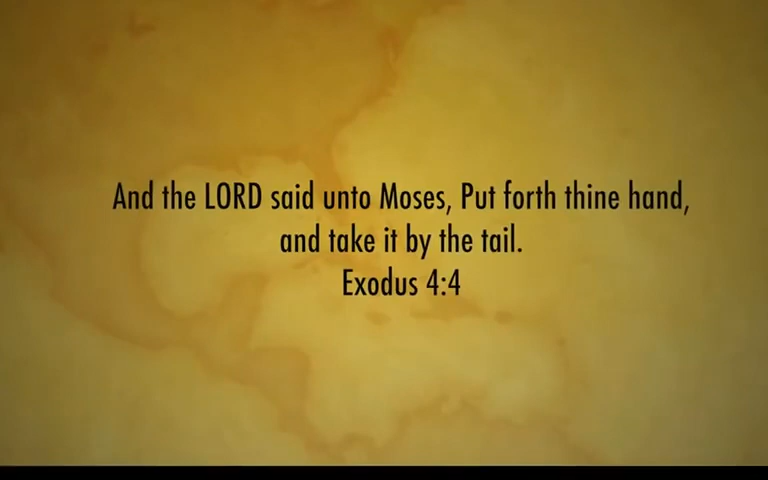 And the LORD said unto Moses, Put forth thine hand,
and take it by the tail.
Exodus 4:4